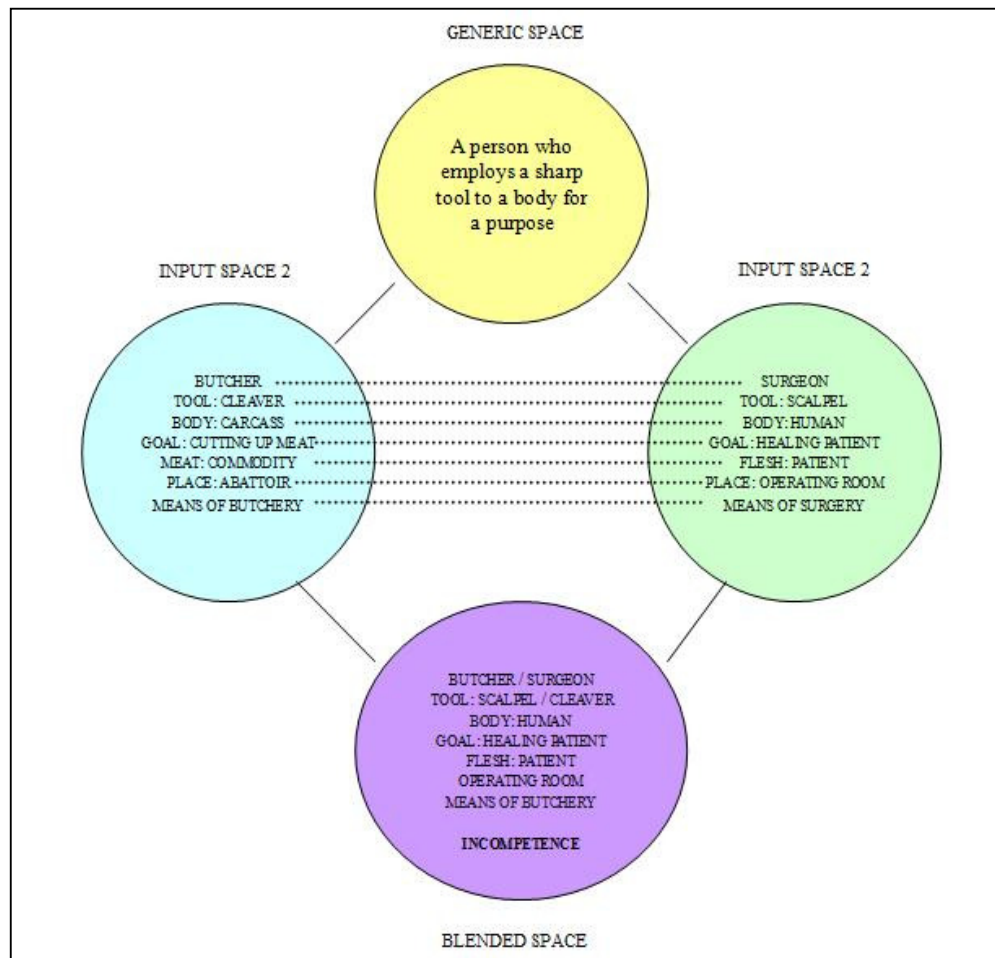 GENERIC SPACE
A person who
employs a sharp
tool to a body for
a purpose
INPUT SPACE 2
INPUT SPACE 2
BUTCHER
TOOL: CLEAVER
BODY: CARCASS
GOAL: CUTTING UP MEAT
MEAT: COMMODITY
PLACE: ABATTOIR
MEANS OF BUTCHERY
SURGEON
TOOL: SCALPEL
BODY: HUMAN
GOAL: HEALING PATIENT
FLESH: PATIENT
PLACE: OPERATING ROOM
MEANS OF SURGERY
BUTCHER / SURGEON
TOOL: SCALPEL / CLEAVER
BODY: HUMAN
GOAL: HEALING PATIENT
FLESH: PATIENT
OPERATING ROOM
MEANS OF BUTCHERY
INCOMPETENCE
BLENDED SPACE